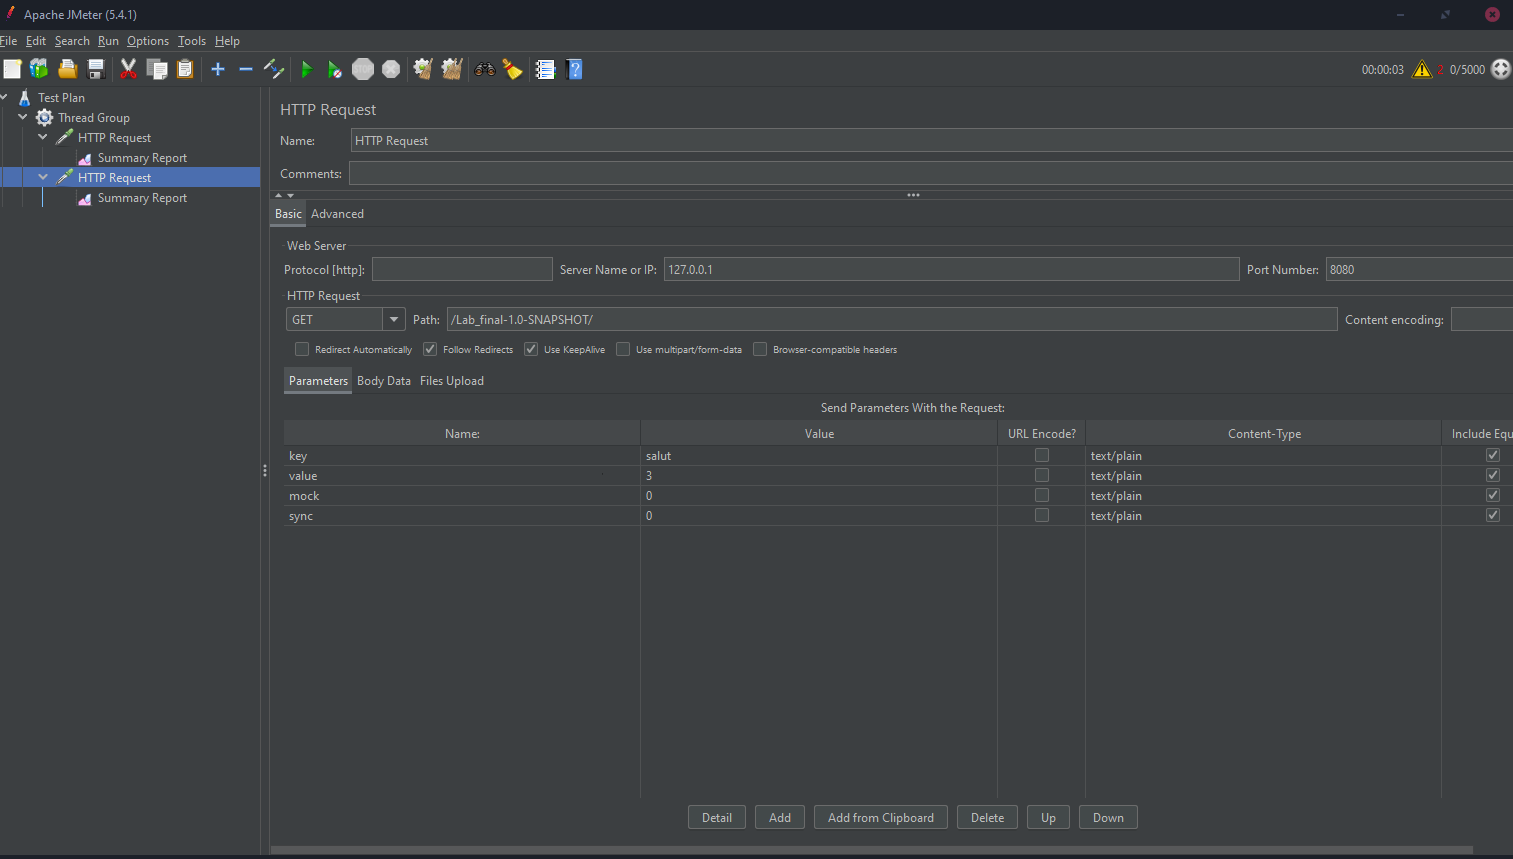 Apache JMeter (5.4.1)
File Edit Search Run Options Tools Help
STOP
00:00:03 2 0/5000
Test Plan
Thread Group
HTTP Request
Summary Report
HTTP Request
Summary Report
HTTP Request
Name: HTTP Request
Comments:
Basic Advanced
Web Server
Protocol [http]: Server Name or IP: 127.0.0.1 Port Number: 8080
HTTP Request
GET Path: /Lab_final-1.0-SNAPSHOT/ Content encoding:
Redirect Automatically Follow Redirects Use KeepAlive Use multipart/form-data Browser-compatible headers
Parameters Body Data Files Upload
Send Parameters With the Request:
Name: Value URL Encode? Content-Type Include Equ
key salut text/plain
value 3 text/plain
mock 0 text/plain
sync 0 text/plain
Detail Add Add from Clipboard Delete Up Down